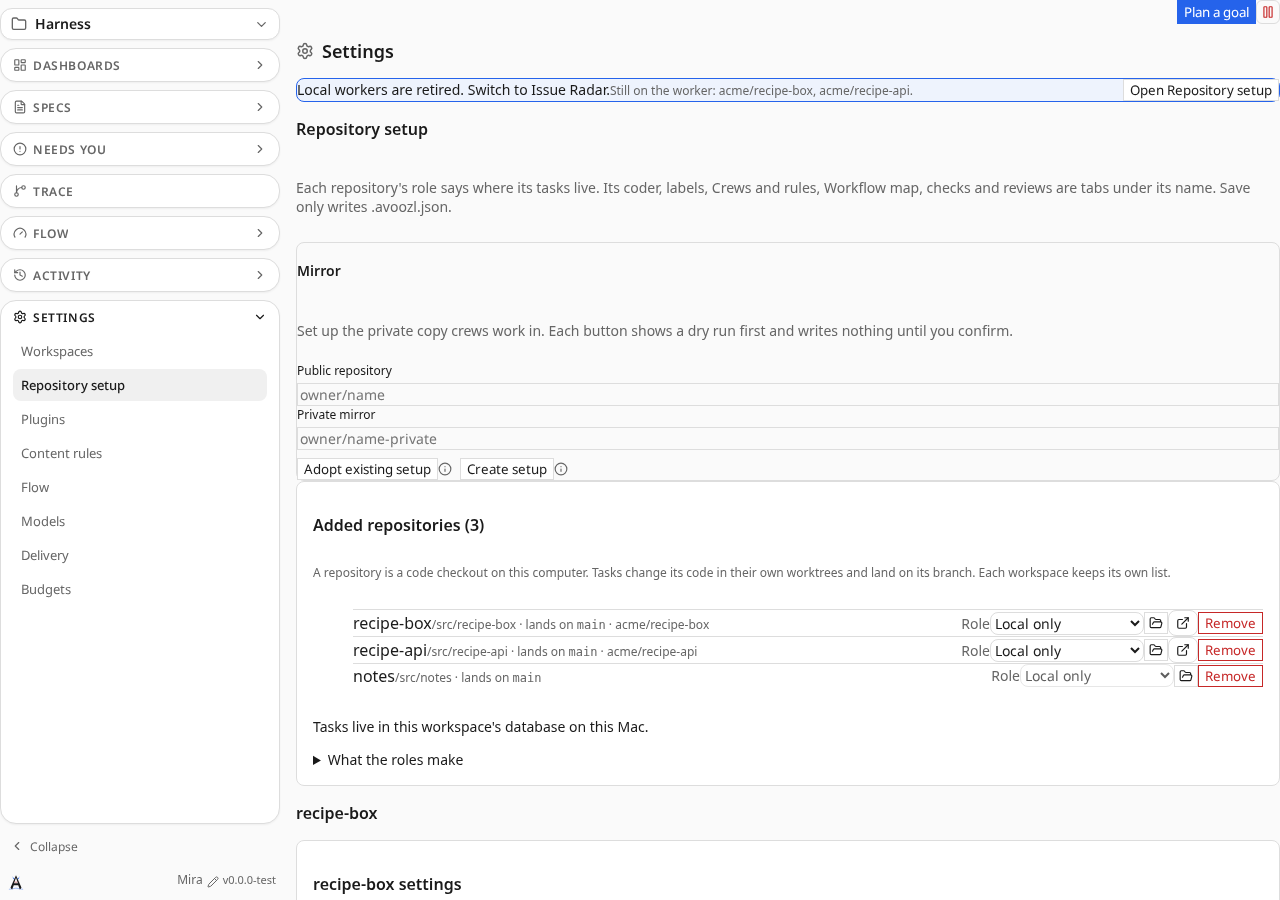 Harness
Plan a goal
DASHBOARDS
SPECS
NEEDS YOU
TRACE
FLOW
ACTIVITY
SETTINGS
Workspaces
Repository setup
Plugins
Content rules
Flow
Models
Delivery
Budgets
Collapse
A
Mira v0.0.0-test
Settings
Local workers are retired. Switch to Issue Radar.Still on the worker: acme/recipe-box, acme/recipe-api.
Open Repository setup
Repository setup
Each repository's role says where its tasks live. Its coder, labels, Crews and rules, Workflow map, checks and reviews are tabs under its name. Save
only writes .avoozl.json.
Mirror
Set up the private copy crews work in. Each button shows a dry run first and writes nothing until you confirm.
Public repository
owner/name
Private mirror
owner/name-private
Adopt existing setup Create setup
Added repositories (3)
A repository is a code checkout on this computer. Tasks change its code in their own worktrees and land on its branch. Each workspace keeps its own list.
recipe-box/src/recipe-box · lands on main · acme/recipe-box Role Local only Remove
recipe-api/src/recipe-api · lands on main · acme/recipe-api Role Local only Remove
notes/src/notes · lands on main Role Local only Remove
Tasks live in this workspace's database on this Mac.
What the roles make
recipe-box
recipe-box settings